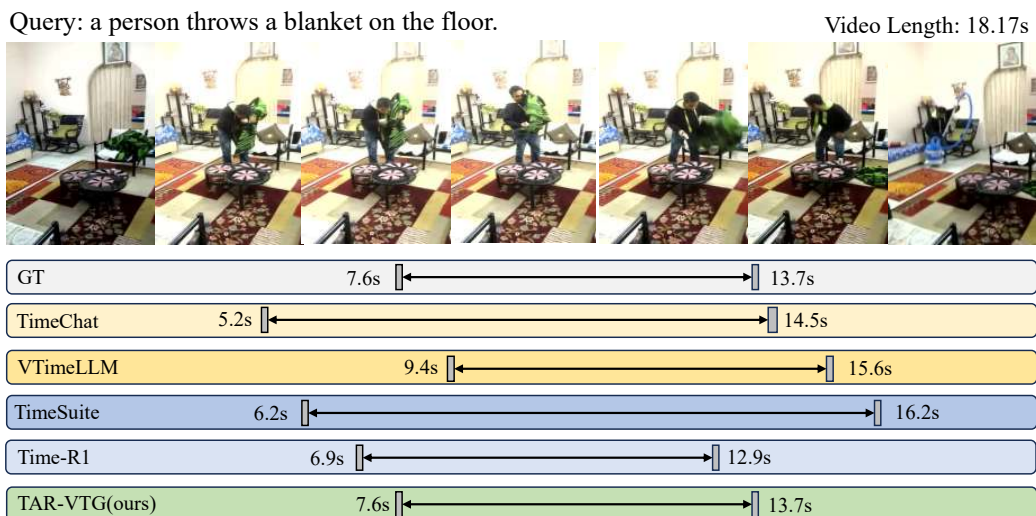 Query: a person throws a blanket on the floor. Video Length: 18.17s
GT 7.6s 13.7s
TimeChat 5.2s 14.5s
VTimeLLM 9.4s 15.6s
TimeSuite 6.2s 16.2s
Time-R1 6.9s 12.9s
TAR-VTG(ours) 7.6s 13.7s